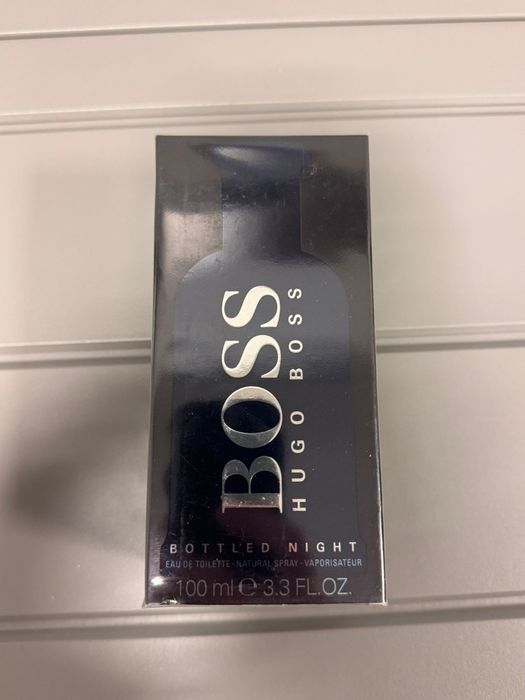 BOSS
HUGO BOSS
BOTTLED NIGHT
EAU DE TOILETTE - NATURAL SPRAY - VAPORISATEUR
100 ml ℮ 3.3 FL.OZ.